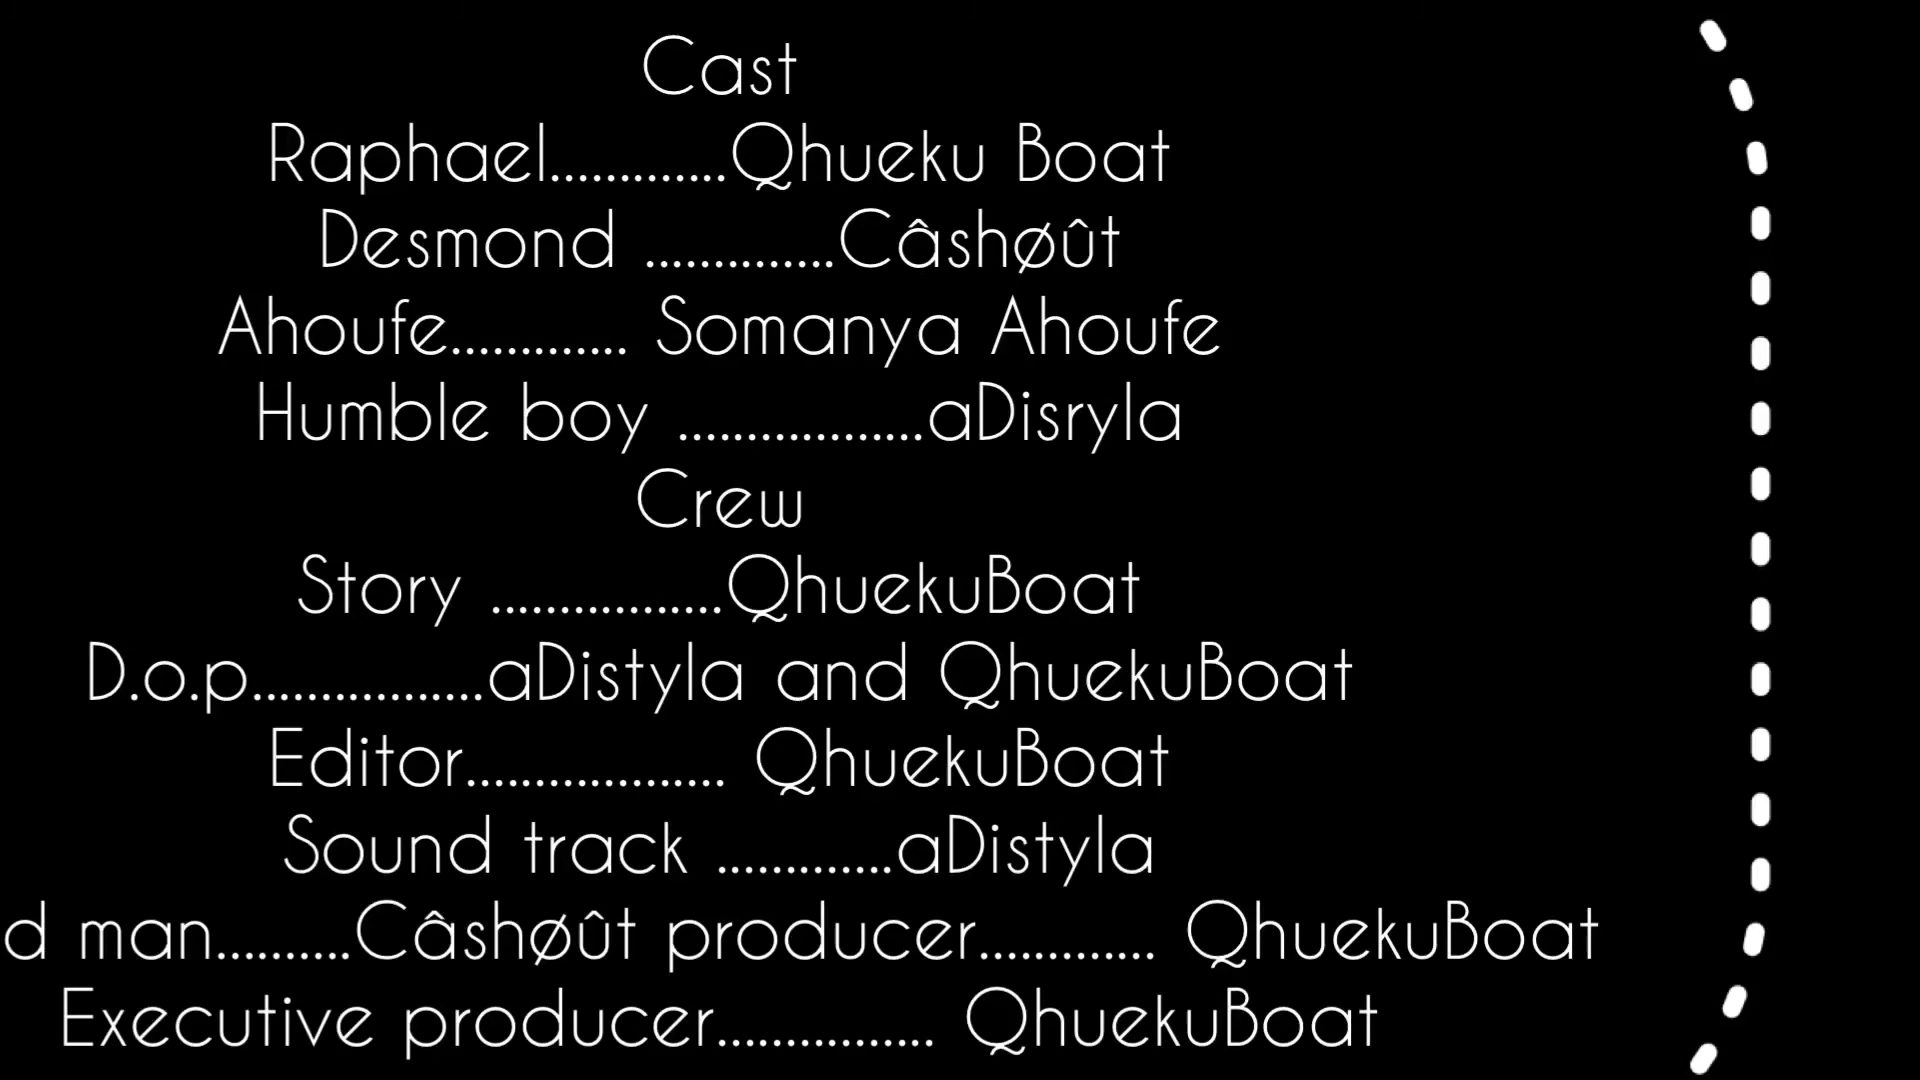 Cast
Raphael.............Qhueku Boat
Desmond ..............Câshøût
Ahoufe............. Somanya Ahoufe
Humble boy ..................aDisryla
Crew
Story .................QhuekuBoat
D.o.p.................aDistyla and QhuekuBoat
Editor................... QhuekuBoat
Sound track .............aDistyla
d man..........Câshøût producer............. QhuekuBoat
Executive producer................ QhuekuBoat